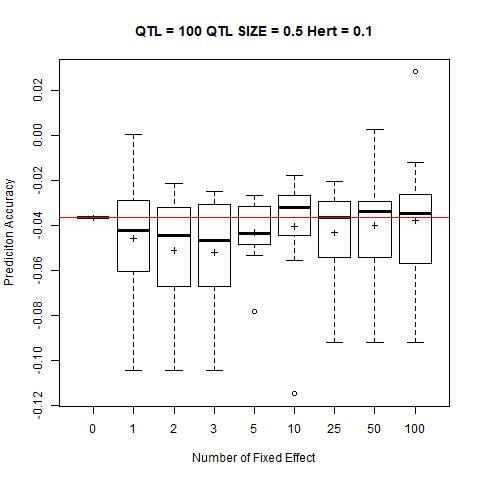 QTL = 100 QTL SIZE = 0.5 Hert = 0.1
Prediciton Accuracy
0.02
0.00
-0.02
-0.04
-0.06
-0.08
-0.10
-0.12
0 1 2 3 5 10 25 50 100
Number of Fixed Effect